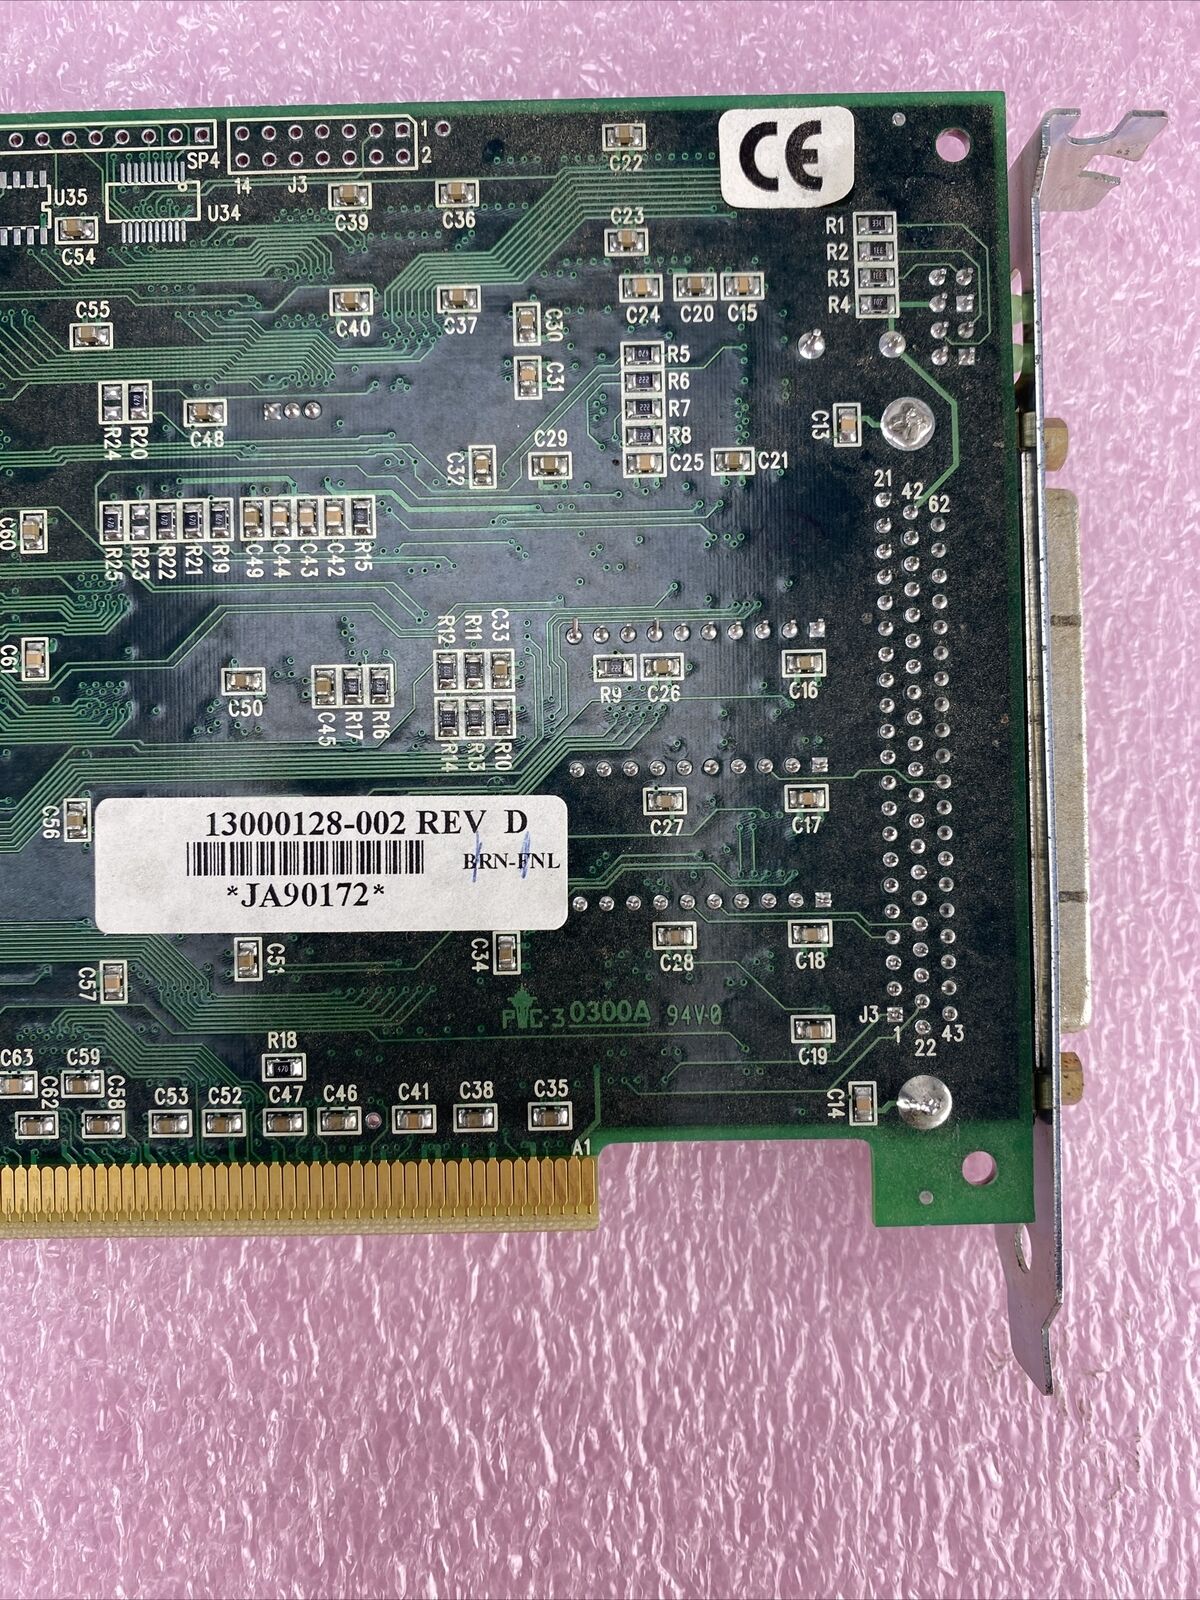 SP4
1
2
14
J3
U35
U34
C54
C39
C36
C22
CE
C23
R1
R2
R3
R4
C55
C40
C37
C30
C24
C20
C15
C31
R5
R6
R7
R8
C25
C21
R24
R20
C48
C32
C29
C13
21
42
62
C60
R25
R23
R22
R21
R19
C49
C44
C43
C42
R15
C61
C50
C45
R17
R16
R12
R11
C33
R14
R13
R10
R9
C26
C16
C56
C27
C17
13000128-002 REV D
BRN-FNL
*JA90172*
C57
C51
C34
C28
C18
0300A 94V-0
J3
1
22
43
C19
R18
C63
C59
C62
C58
C53
C52
C47
C46
C41
C38
C35
C14
A1